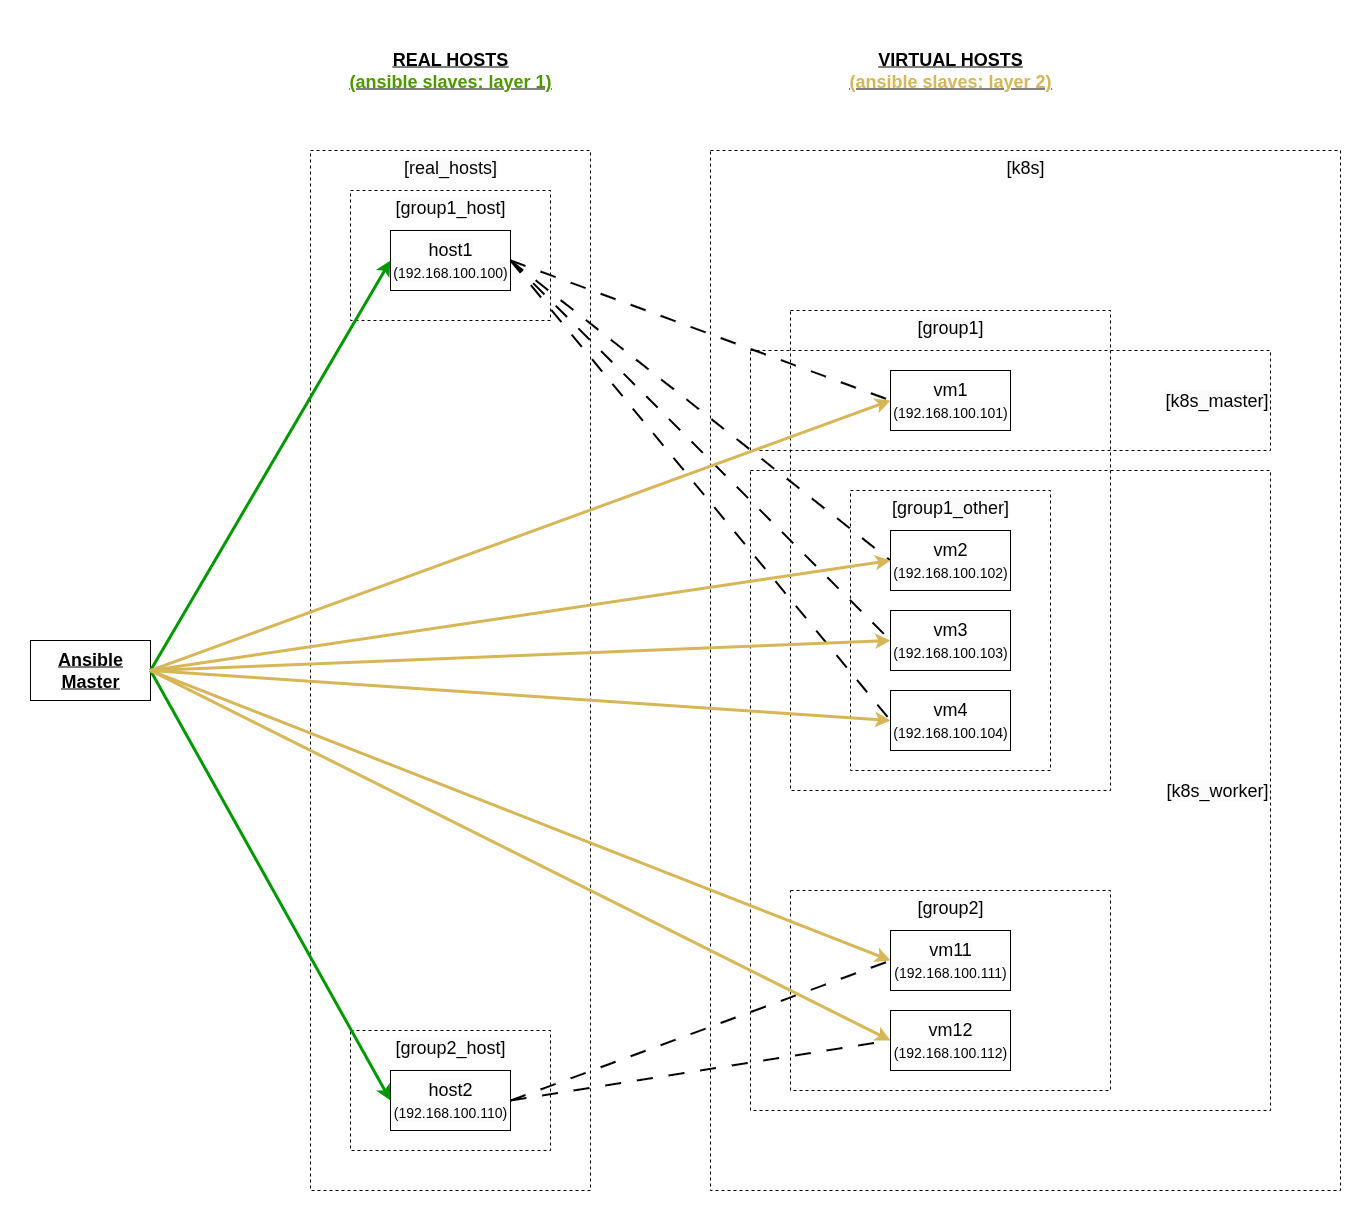 REAL HOSTS
(ansible slaves: layer 1)
VIRTUAL HOSTS
(ansible slaves: layer 2)
[real_hosts]
[group1_host]
host1
(192.168.100.100)
[k8s]
[group1]
vm1
(192.168.100.101)
[k8s_master]
[group1_other]
vm2
(192.168.100.102)
vm3
(192.168.100.103)
vm4
(192.168.100.104)
Ansible
Master
[k8s_worker]
[group2]
vm11
(192.168.100.111)
vm12
(192.168.100.112)
[group2_host]
host2
(192.168.100.110)